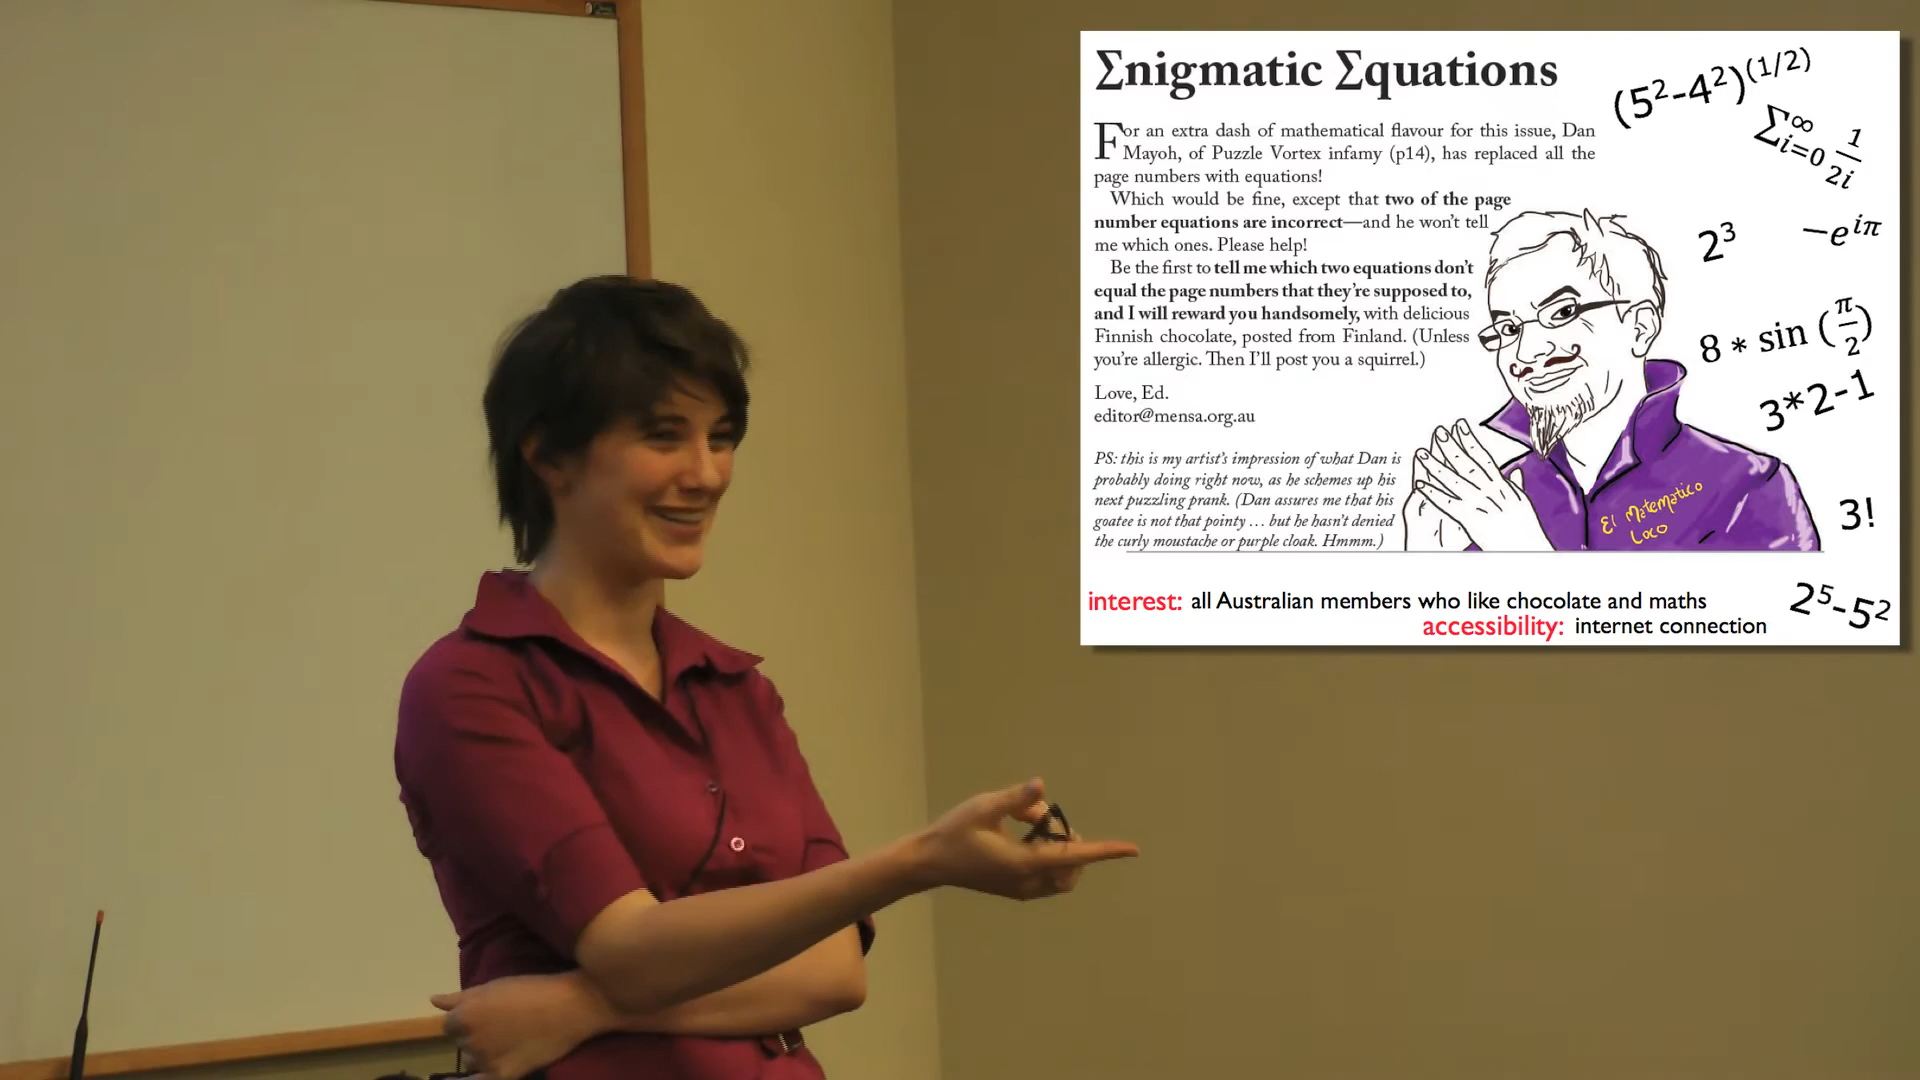 Σnigmatic Σquations
For an extra dash of mathematical flavour for this issue, Dan
Mayoh, of Puzzle Vortex infamy (p14), has replaced all the
page numbers with equations!
Which would be fine, except that two of the page
number equations are incorrect—and he won't tell
me which ones. Please help!
Be the first to tell me which two equations don't
equal the page numbers that they're supposed to,
and I will reward you handsomely, with delicious
Finnish chocolate, posted from Finland. (Unless
you're allergic. Then I'll post you a squirrel.)
Love, Ed.
editor@mensa.org.au
PS: this is my artist's impression of what Dan is
probably doing right now, as he schemes up his
next puzzling prank. (Dan assures me that his
goatee is not that pointy … but he hasn't denied
the curly moustache or purple cloak. Hmmm.)
(5²-4²)^(1/2)
∑_{i=0}^{∞} 1/2i
2³
−e^{iπ}
8 * sin (π/2)
3*2-1
El Matematico
Loco
3!
2⁵-5²
interest: all Australian members who like chocolate and maths
accessibility: internet connection